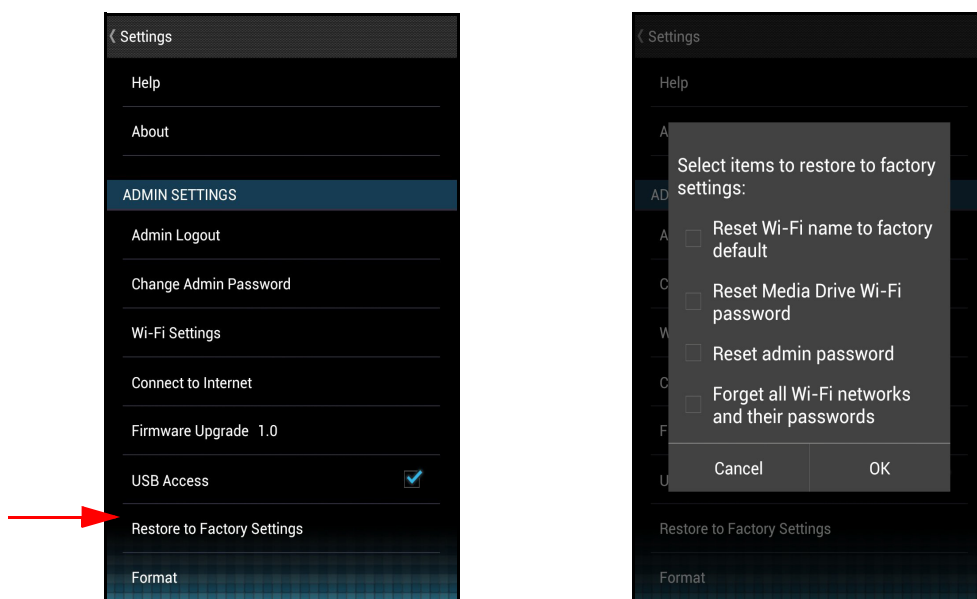 Settings
Help
About
ADMIN SETTINGS
Admin Logout
Change Admin Password
Wi-Fi Settings
Connect to Internet
Firmware Upgrade 1.0
USB Access
Restore to Factory Settings
Format
Settings
Help
A
AD
A
C
W
C
F
U
Select items to restore to factory
settings:
Reset Wi-Fi name to factory
default
Reset Media Drive Wi-Fi
password
Reset admin password
Forget all Wi-Fi networks
and their passwords
Cancel OK
Restore to Factory Settings
Format